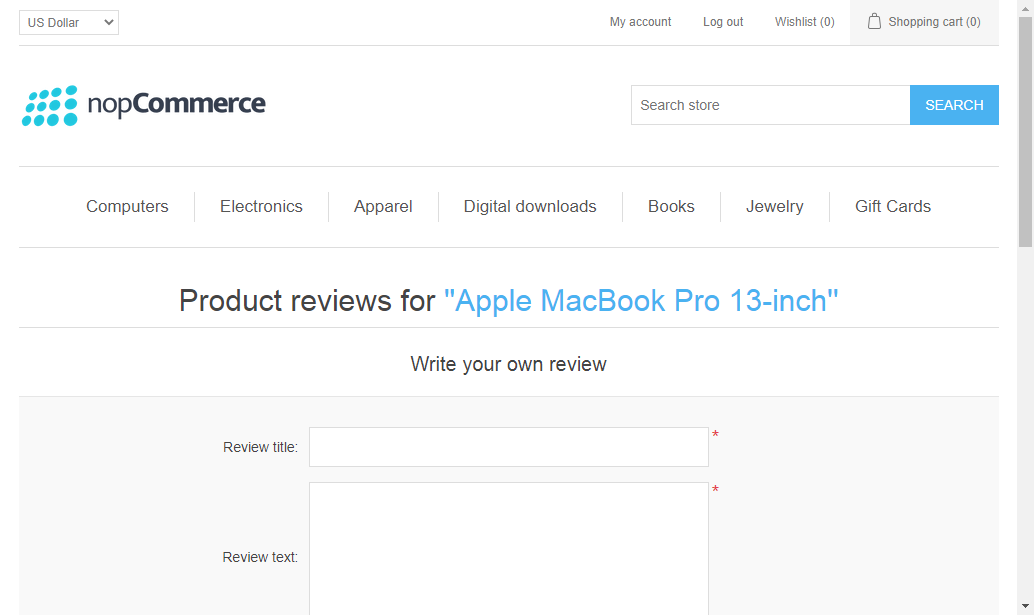 US Dollar My account Log out Wishlist (0) Shopping cart (0)
nopCommerce Search store SEARCH
Computers Electronics Apparel Digital downloads Books Jewelry Gift Cards
Product reviews for "Apple MacBook Pro 13-inch"
Write your own review
Review title: *
*
Review text: